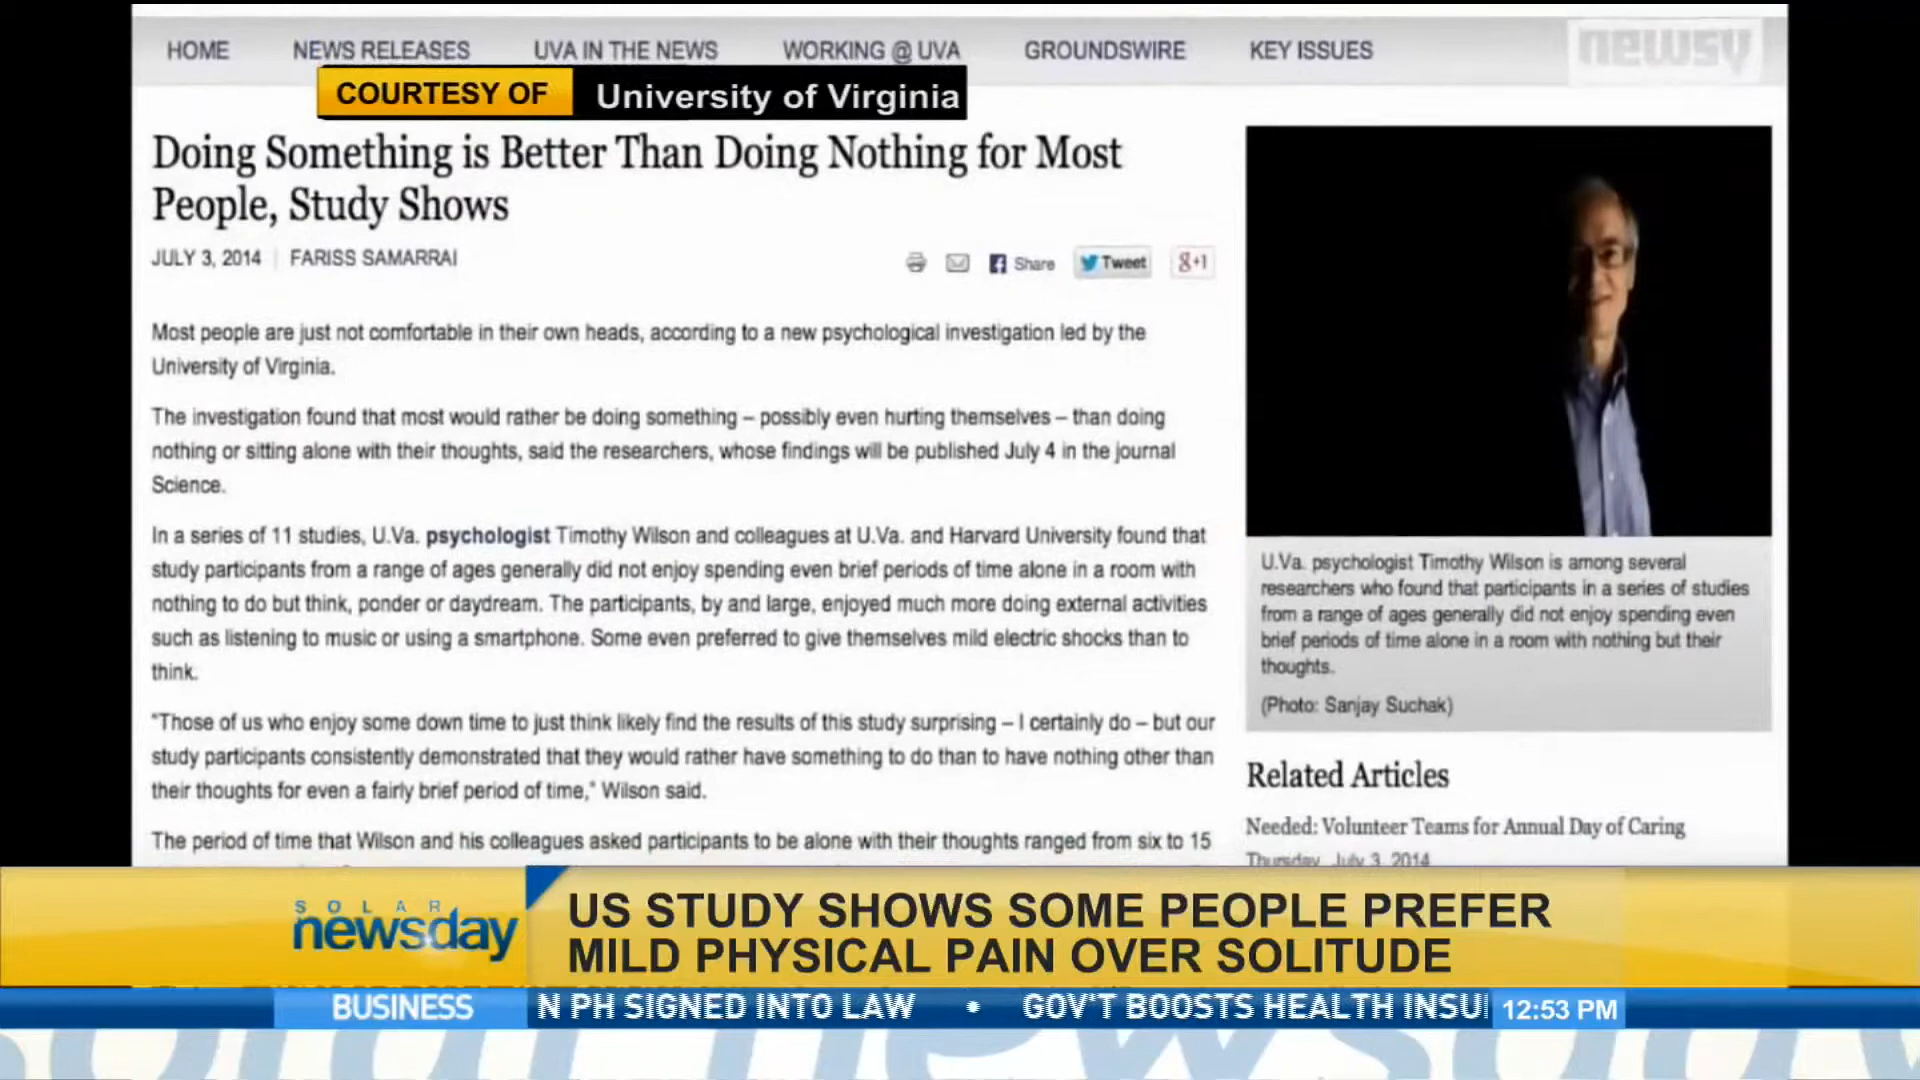 HOME NEWS RELEASES UVA IN THE NEWS WORKING @ UVA GROUNDSWIRE KEY ISSUES
newsy
COURTESY OF University of Virginia
Doing Something is Better Than Doing Nothing for Most
People, Study Shows
JULY 3, 2014 FARISS SAMARRAI
Share Tweet g+1
Most people are just not comfortable in their own heads, according to a new psychological investigation led by the
University of Virginia.
The investigation found that most would rather be doing something – possibly even hurting themselves – than doing
nothing or sitting alone with their thoughts, said the researchers, whose findings will be published July 4 in the journal
Science.
In a series of 11 studies, U.Va. psychologist Timothy Wilson and colleagues at U.Va. and Harvard University found that
study participants from a range of ages generally did not enjoy spending even brief periods of time alone in a room with
nothing to do but think, ponder or daydream. The participants, by and large, enjoyed much more doing external activities
such as listening to music or using a smartphone. Some even preferred to give themselves mild electric shocks than to
think.
"Those of us who enjoy some down time to just think likely find the results of this study surprising – I certainly do – but our
study participants consistently demonstrated that they would rather have something to do than to have nothing other than
their thoughts for even a fairly brief period of time," Wilson said.
The period of time that Wilson and his colleagues asked participants to be alone with their thoughts ranged from six to 15
U.Va. psychologist Timothy Wilson is among several
researchers who found that participants in a series of studies
from a range of ages generally did not enjoy spending even
brief periods of time alone in a room with nothing but their
thoughts.
(Photo: Sanjay Suchak)
Related Articles
Needed: Volunteer Teams for Annual Day of Caring
Thursday, July 3, 2014
SOLAR
newsday
US STUDY SHOWS SOME PEOPLE PREFER
MILD PHYSICAL PAIN OVER SOLITUDE
BUSINESS N PH SIGNED INTO LAW • GOV'T BOOSTS HEALTH INSU 12:53 PM